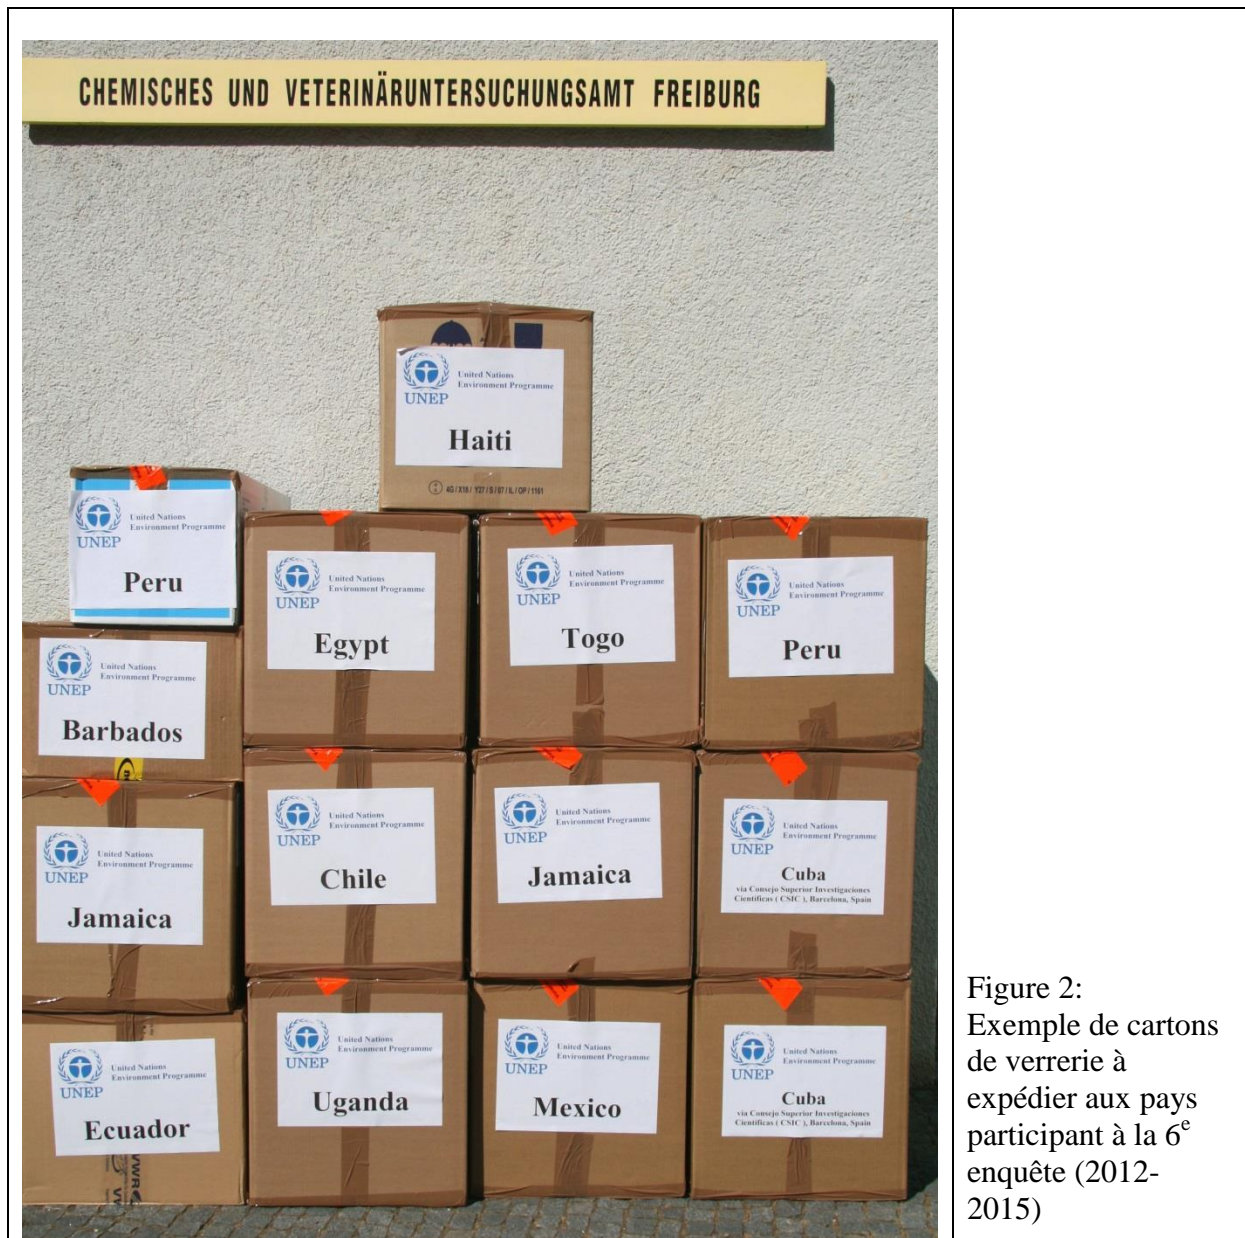 CHEMISCHES UND VETERINÄRUNTERSUCHUNGSAMT FREIBURG
United Nations
Environment Programme
UNEP
Haiti
4G / X16 /
United Nations
Environment Programme
UNEP
Peru
United Nations
Environment Programme
UNEP
Egypt
United Nations
Environment Programme
UNEP
Togo
United Nations
Environment Programme
UNEP
Peru
United Nations
Environment Programme
UNEP
Barbados
United Nations
Environment Programme
UNEP
Jamaica
United Nations
Environment Programme
UNEP
Chile
United Nations
Environment Programme
UNEP
Jamaica
United Nations
Environment Programme
UNEP
Cuba
via Consejo Superior Investigaciones
Científicas ( CSIC ), Barcelona, Spain
United Nations
Environment Programme
UNEP
Ecuador
VWR
United Nations
Environment Programme
UNEP
Uganda
United Nations
Environment Programme
UNEP
Mexico
United Nations
Environment Programme
UNEP
Cuba
via Consejo Superior Investigaciones
Científicas ( CSIC ), Barcelona, Spain
Figure 2:
Exemple de cartons
de verrerie à
expédier aux pays
participant à la 6e
enquête (2012-
2015)